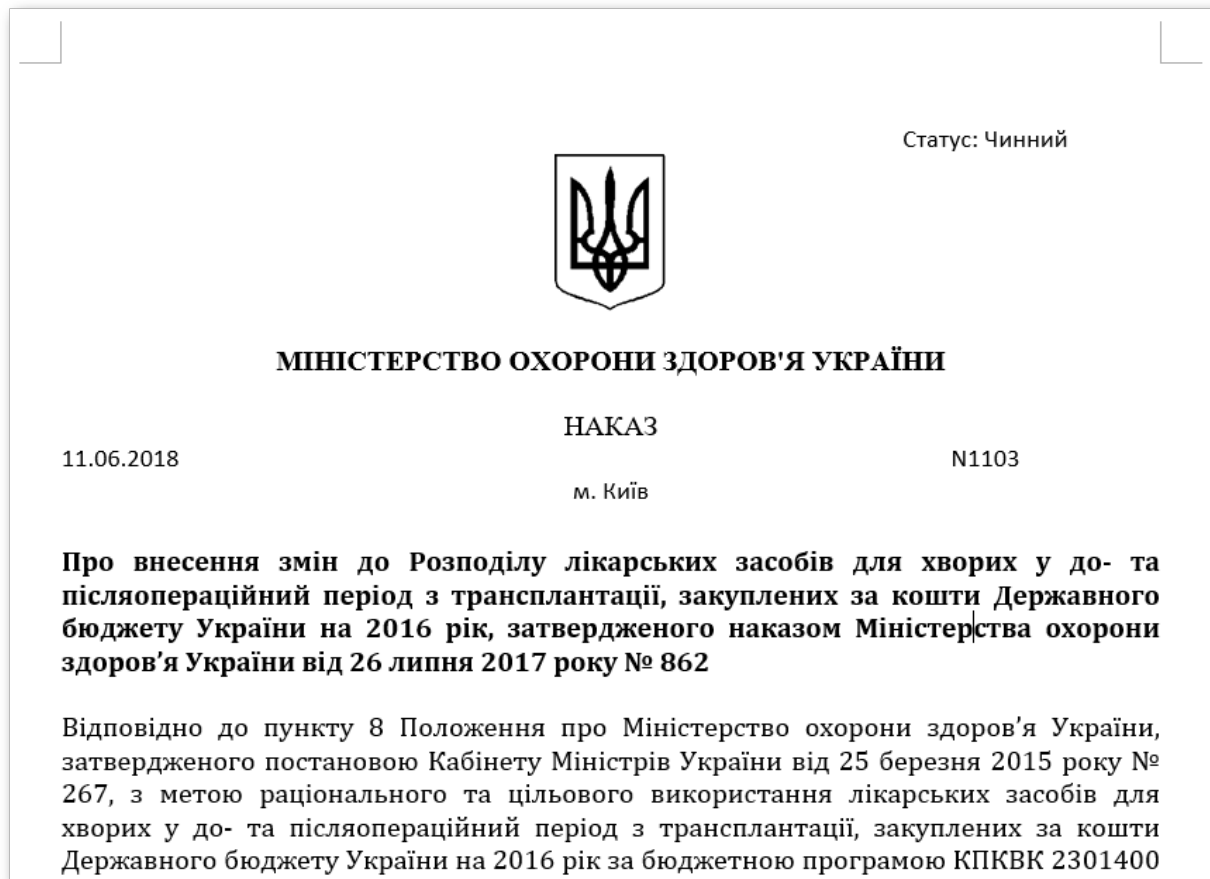 Статус: Чинний
МІНІСТЕРСТВО ОХОРОНИ ЗДОРОВ'Я УКРАЇНИ
НАКАЗ
11.06.2018 N1103
м. Київ
Про внесення змін до Розподілу лікарських засобів для хворих у до- та
післяопераційний період з трансплантації, закуплених за кошти Державного
бюджету України на 2016 рік, затвердженого наказом Міністерства охорони
здоров’я України від 26 липня 2017 року № 862
Відповідно до пункту 8 Положення про Міністерство охорони здоров’я України,
затвердженого постановою Кабінету Міністрів України від 25 березня 2015 року №
267, з метою раціонального та цільового використання лікарських засобів для
хворих у до- та післяопераційний період з трансплантації, закуплених за кошти
Державного бюджету України на 2016 рік за бюджетною програмою КПКВК 2301400